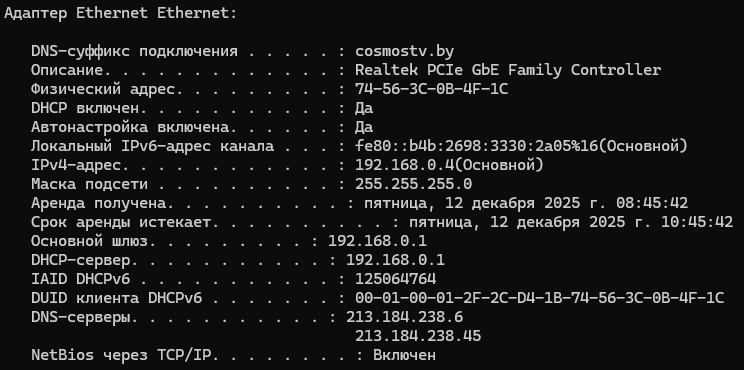 Адаптер Ethernet Ethernet:
DNS-суффикс подключения . . . . . : cosmostv.by
Описание. . . . . . . . . . . . . : Realtek PCIe GbE Family Controller
Физический адрес. . . . . . . . . : 74-56-3C-0B-4F-1C
DHCP включен. . . . . . . . . . . : Да
Автонастройка включена. . . . . . : Да
Локальный IPv6-адрес канала . . . : fe80::b4b:2698:3330:2a05%16(Основной)
IPv4-адрес. . . . . . . . . . . . : 192.168.0.4(Основной)
Маска подсети . . . . . . . . . . : 255.255.255.0
Аренда получена. . . . . . . . . . : пятница, 12 декабря 2025 г. 08:45:42
Срок аренды истекает. . . . . . . . . . : пятница, 12 декабря 2025 г. 10:45:42
Основной шлюз. . . . . . . . . : 192.168.0.1
DHCP-сервер. . . . . . . . . . . : 192.168.0.1
IAID DHCPv6 . . . . . . . . . . . : 125064764
DUID клиента DHCPv6 . . . . . . . : 00-01-00-01-2F-2C-D4-1B-74-56-3C-0B-4F-1C
DNS-серверы. . . . . . . . . . . : 213.184.238.6
213.184.238.45
NetBios через TCP/IP. . . . . . . . : Включен